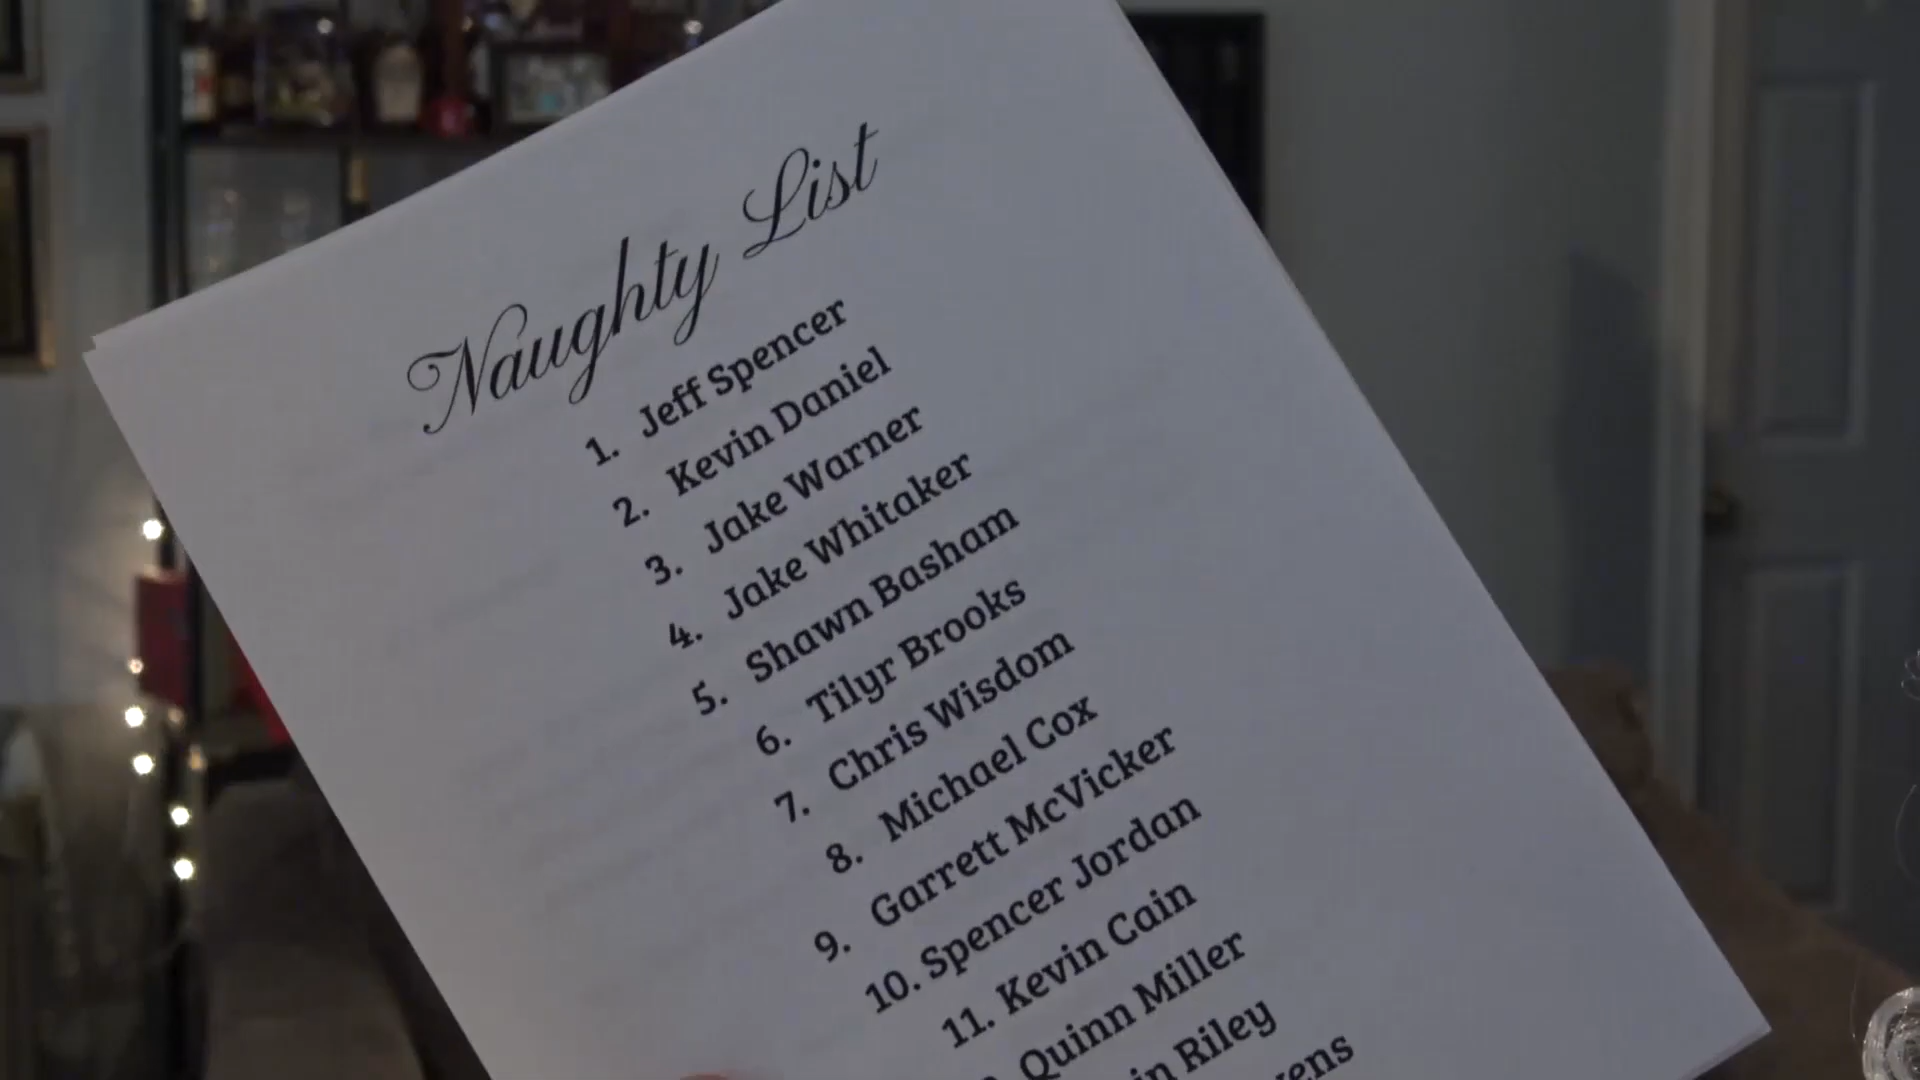 Naughty List
1. Jeff Spencer
2. Kevin Daniel
3. Jake Warner
4. Jake Whitaker
5. Shawn Basham
6. Tilyr Brooks
7. Chris Wisdom
8. Michael Cox
9. Garrett McVicker
10. Spencer Jordan
11. Kevin Cain
Quinn Miller
Riley